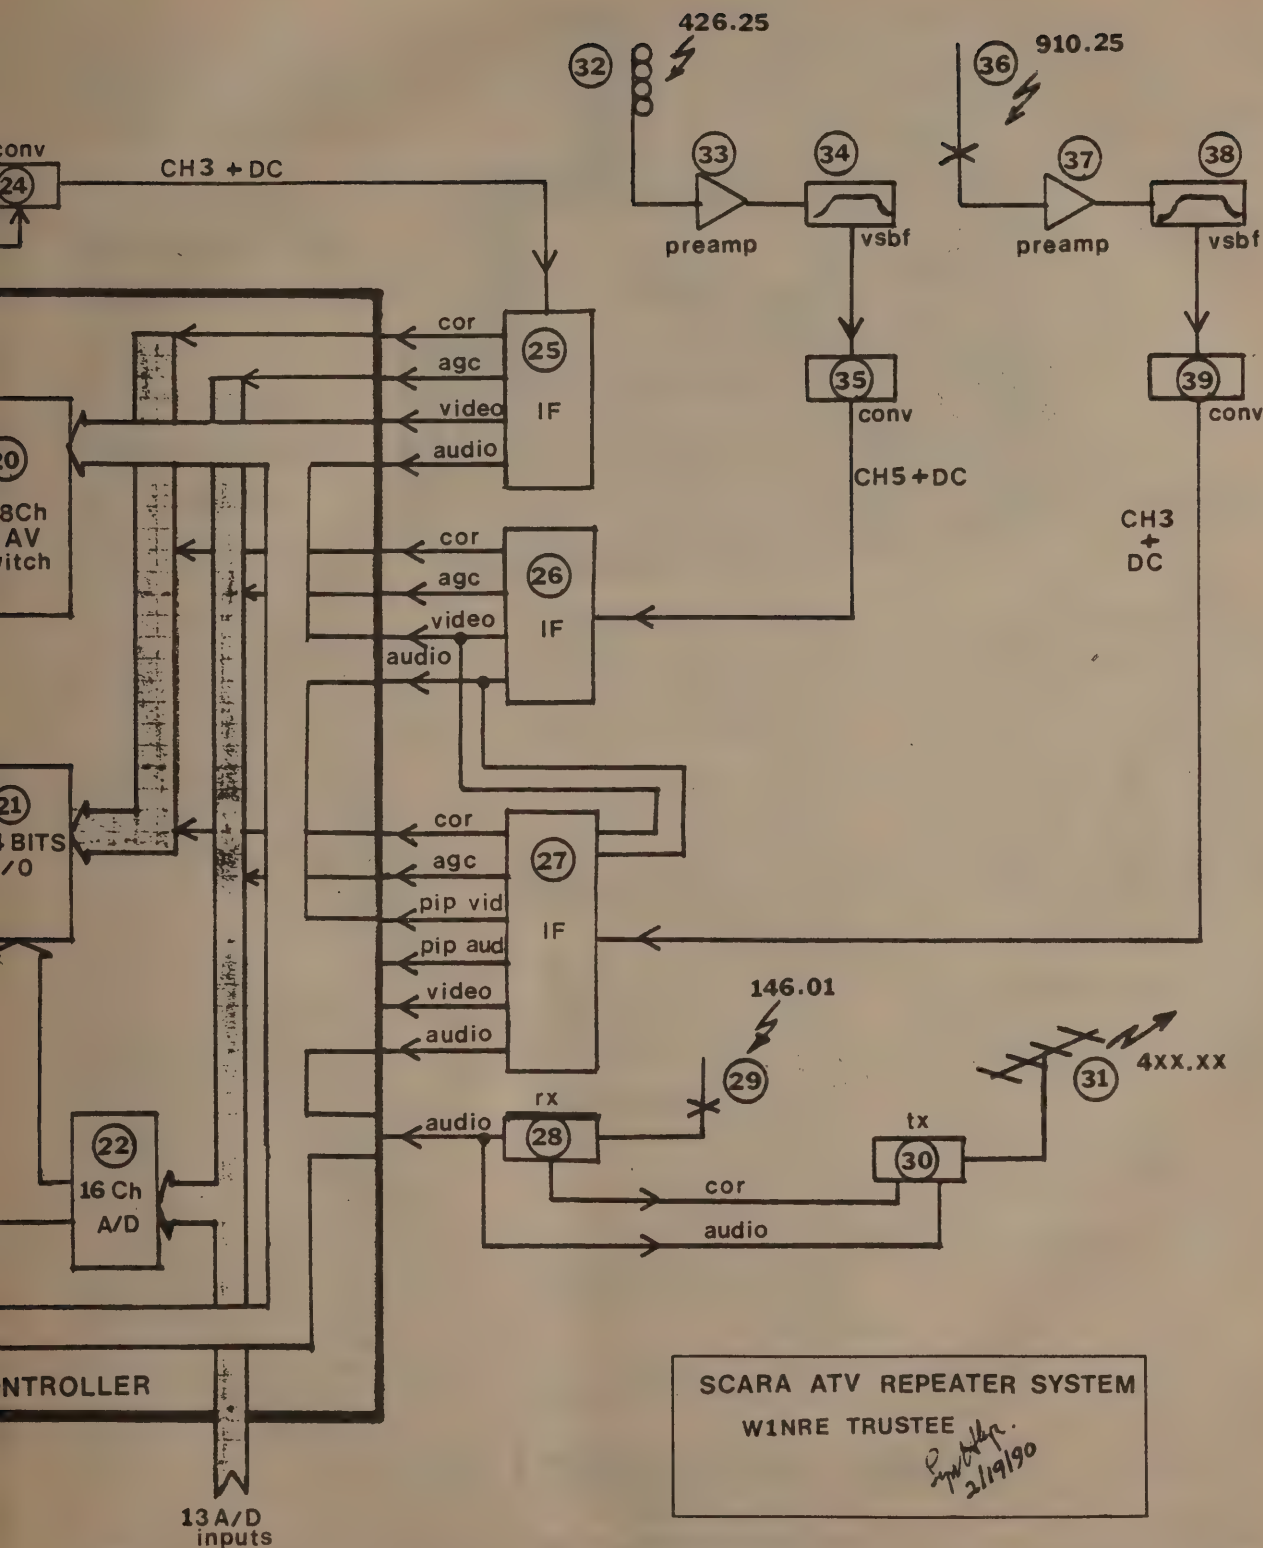 426.25
32
910.25
36
conv
24
CH3 + DC
33
34
37
38
preamp
vsbf
preamp
vsbf
cor
25
agc
IF
video
audio
35
conv
39
conv
20
8Ch
AV
witch
CH5+DC
CH3
+
DC
cor
26
agc
video
IF
audio
21
4 BITS
/O
cor
27
agc
pip vid
IF
pip aud
video
audio
146.01
29
4XX.XX
31
rx
audio
28
tx
30
22
16 Ch
A/D
cor
audio
NTROLLER
SCARA ATV REPEATER SYSTEM
W1NRE TRUSTEE
2/19/90
13 A/D
inputs